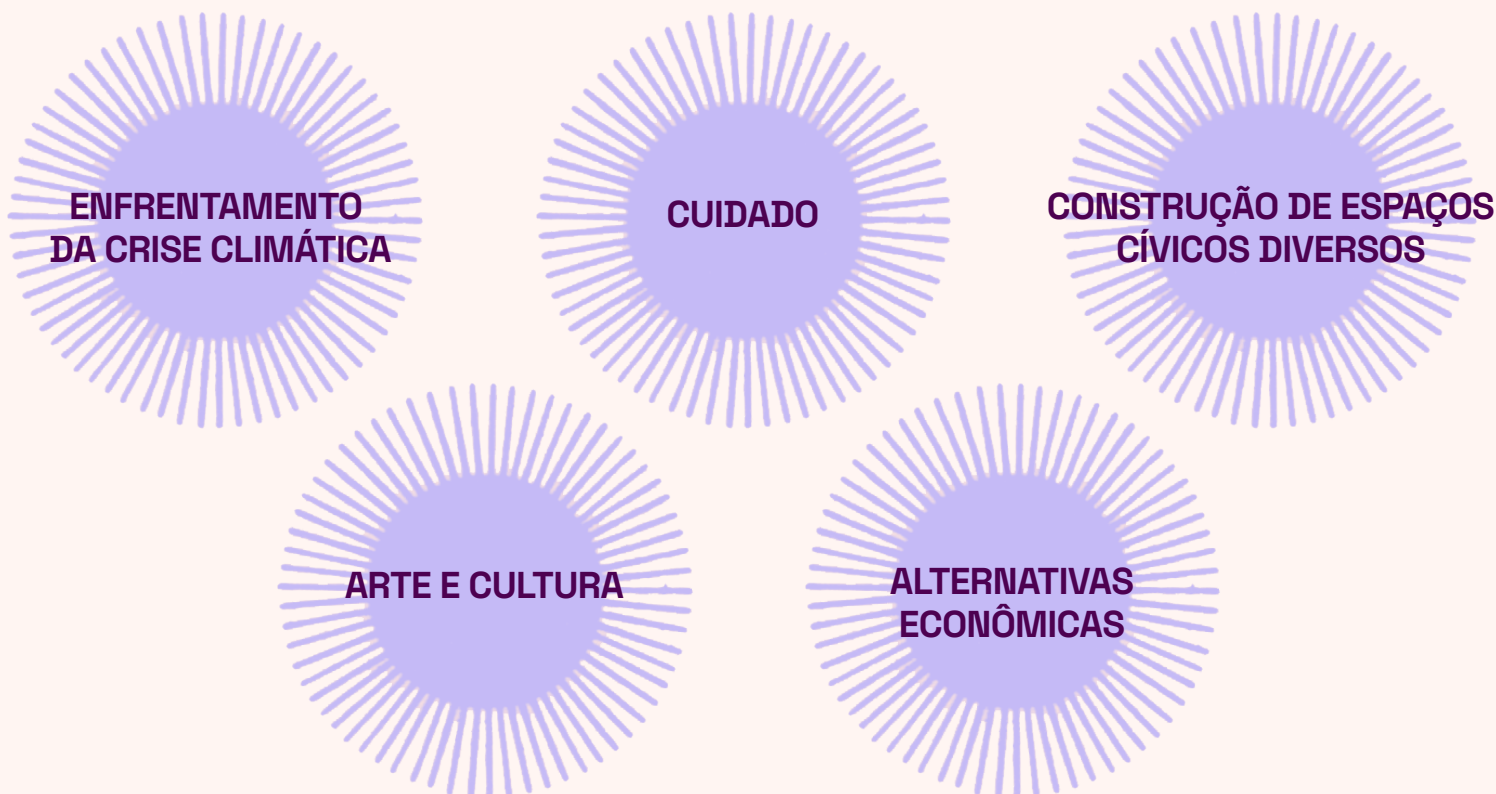 ENFRENTAMENTO
DA CRISE CLIMÁTICA
CUIDADO
CONSTRUÇÃO DE ESPAÇOS
CÍVICOS DIVERSOS
ARTE E CULTURA
ALTERNATIVAS
ECONÔMICAS